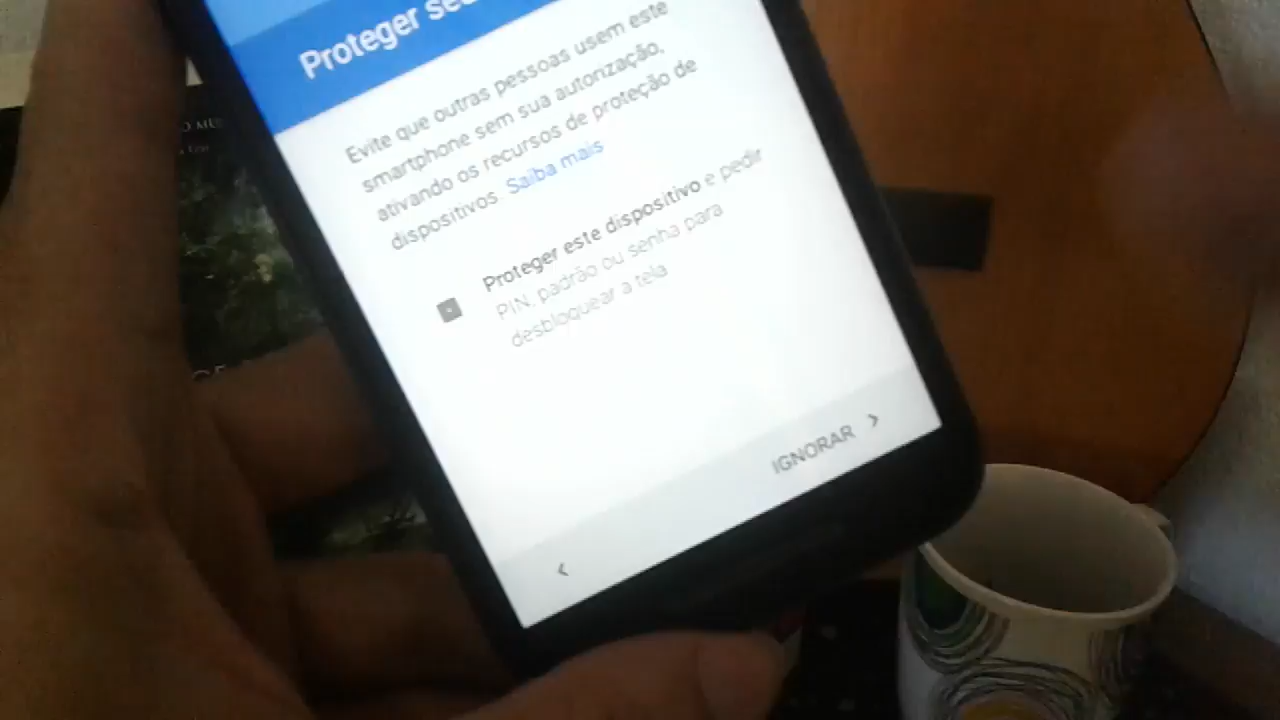 Proteger seu
Evite que outras pessoas usem este
smartphone sem sua autorização,
ativando os recursos de proteção de
dispositivos. Saiba mais
Proteger este dispositivo e pedir
PIN, padrão ou senha para
desbloquear a tela
IGNORAR >
<